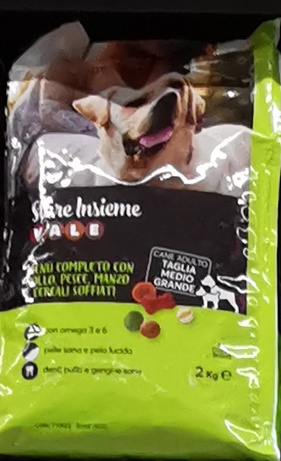 Stare Insieme
VALE
MENU COMPLETO CON
POLLO, PESCE, MANZO
CEREALI SOFFIATI
CANE ADULTO
TAGLIA
MEDIO
GRANDE
con omega 3 e 6
pelle sana e pelo lucido
denti puliti e gengive sane
2 Kg e